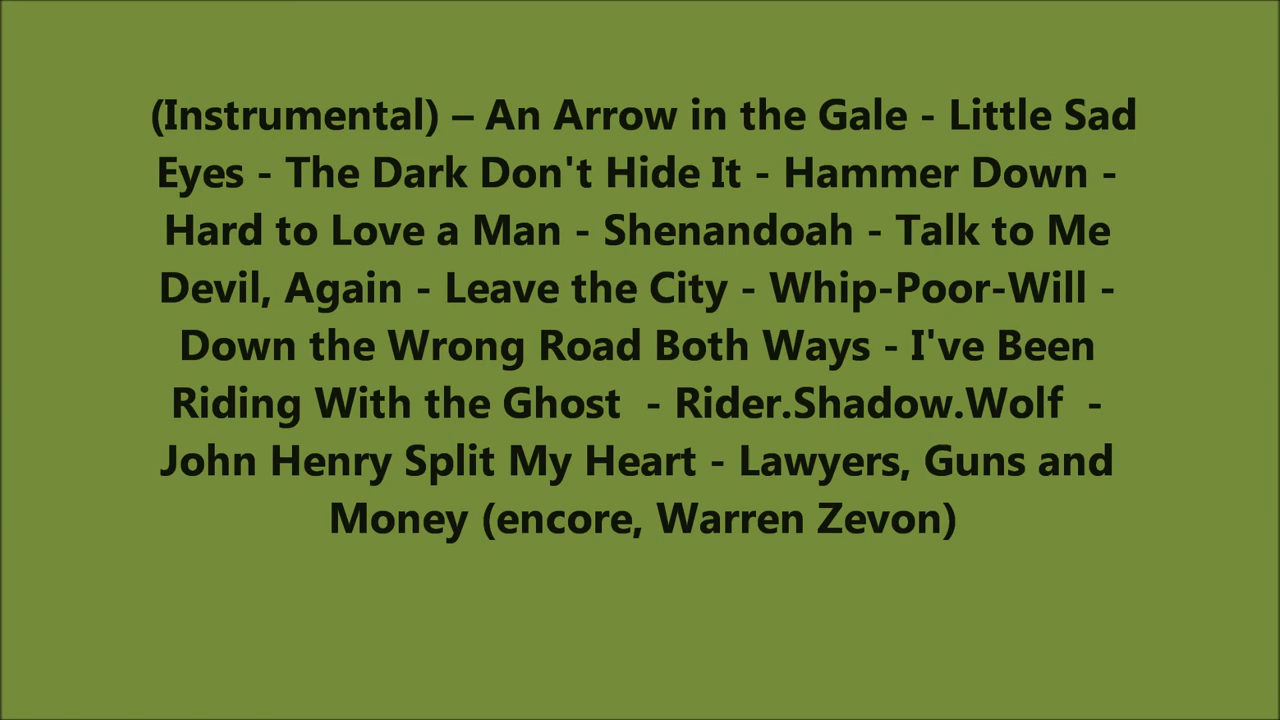 (Instrumental) – An Arrow in the Gale - Little Sad
Eyes - The Dark Don't Hide It - Hammer Down -
Hard to Love a Man - Shenandoah - Talk to Me
Devil, Again - Leave the City - Whip-Poor-Will -
Down the Wrong Road Both Ways - I've Been
Riding With the Ghost  - Rider.Shadow.Wolf  -
John Henry Split My Heart - Lawyers, Guns and
Money (encore, Warren Zevon)